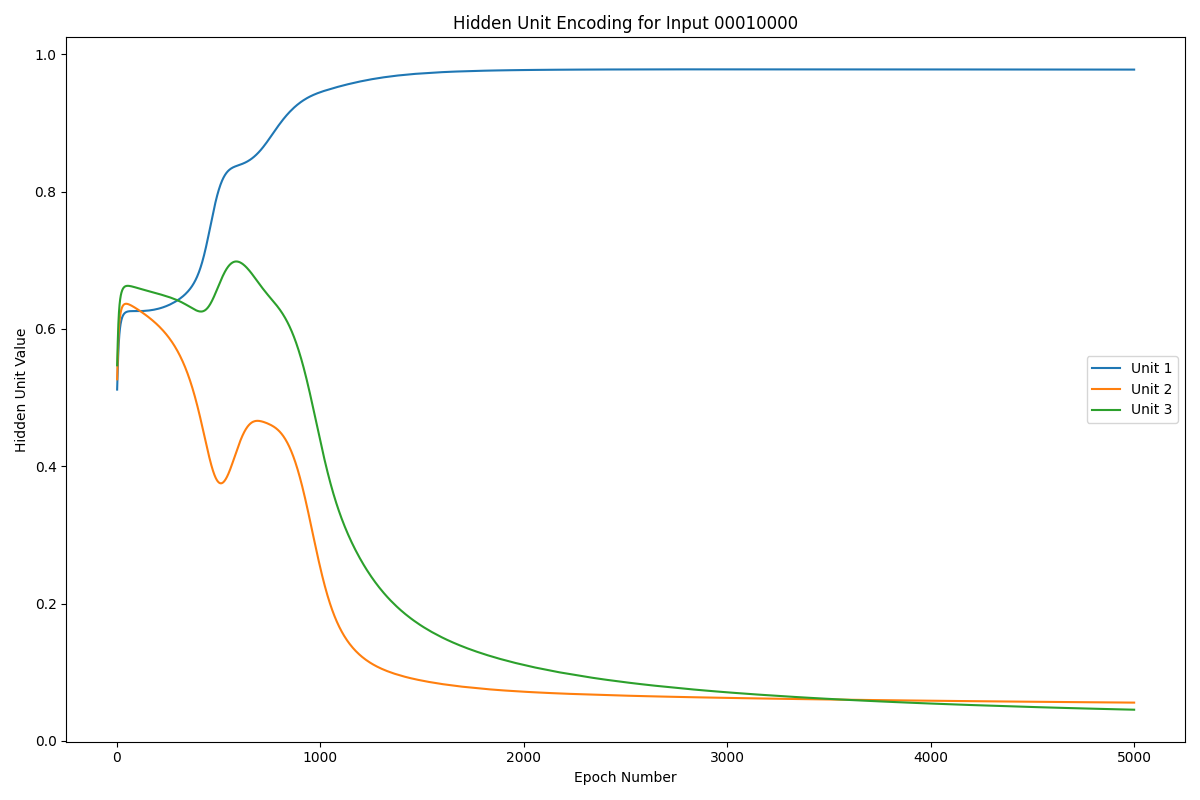 Hidden Unit Encoding for Input 00010000
1.0
0.8
0.6
0.4
0.2
0.0
Hidden Unit Value
Unit 1
Unit 2
Unit 3
0 1000 2000 3000 4000 5000
Epoch Number